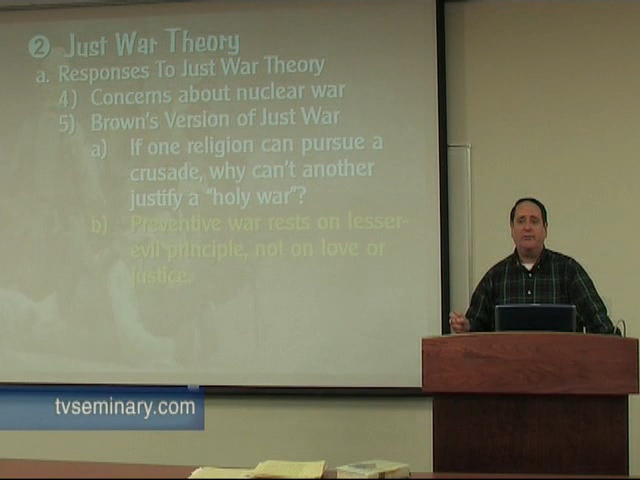 2 Just War Theory
a. Responses To Just War Theory
4) Concerns about nuclear war
5) Brown's Version of Just War
a) If one religion can pursue a
crusade, why can't another
justify a "holy war"?
b) Preventive war rests on lesser-
evil principle, not on love or
justice.
tvseminary.com